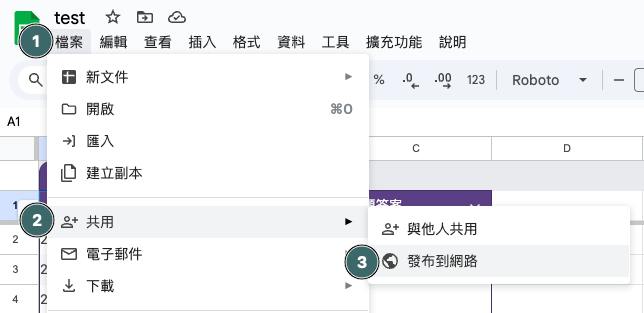 test
1
檔案 編輯 查看 插入 格式 資料 工具 擴充功能 說明
新文件
% .0 .00 123 Roboto
開啟 ⌘O
A1
匯入
C D
建立副本
1
2 共用
與他人共用
2 2
電子郵件
3 發布到網路
3 2
下載
4 2